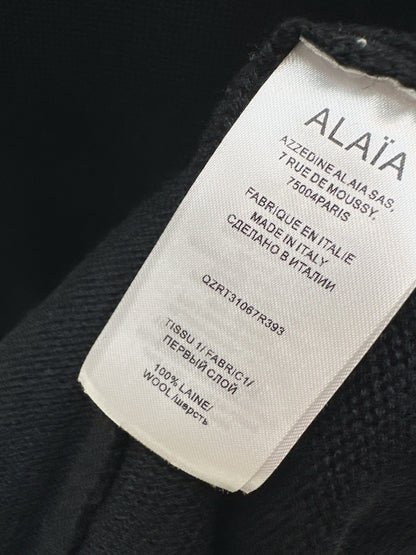 ALAÏA
AZZEDINE ALAIA SAS,
7 RUE DE MOUSSY,
75004PARIS
FABRIQUE EN ITALIE
MADE IN ITALY
СДЕЛАНО В ИТАЛИИ
QZRT31067R393
TISSU 1/ FABRIC1/
ПЕРВЫЙ СЛОЙ
100% LAINE/
WOOL /шерсть